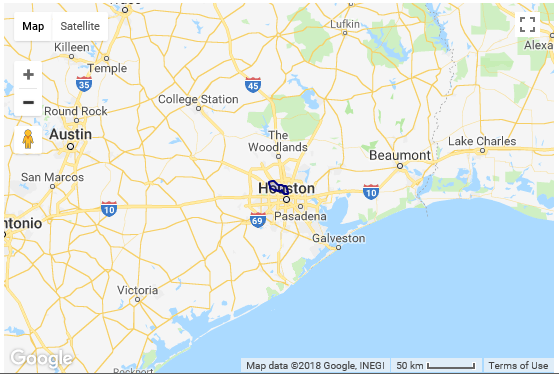 Map
Satellite
Lufkin
Alexa
Killeen
Temple
35
45
College Station
Round Rock
Austin
The
Woodlands
Lake Charles
Beaumont
San Marcos
Houston
10
10
Pasadena
ntonio
69
Galveston
Victoria
Google
Rockport
Map data ©2018 Google, INEGI
50 km
Terms of Use